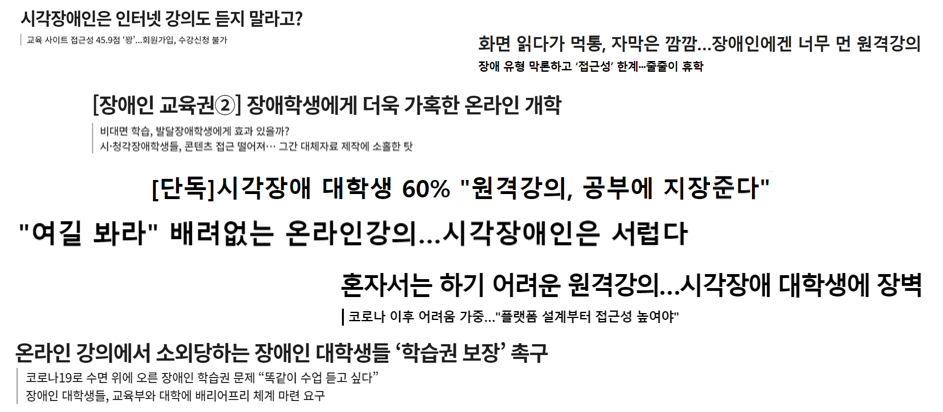 시각장애인은 인터넷 강의도 듣지 말라고?
교육 사이트 접근성 45.9점 ‘꽝’...회원가입, 수강신청 불가
화면 읽다가 먹통, 자막은 깜깜...장애인에겐 너무 먼 원격강의
장애 유형 막론하고 ‘접근성’ 한계…줄줄이 휴학
[장애인 교육권②] 장애학생에게 더욱 가혹한 온라인 개학
비대면 학습, 발달장애학생에게 효과 있을까?
시·청각장애학생들, 콘텐츠 접근 떨어져… 그간 대체자료 제작에 소홀한 탓
[단독]시각장애 대학생 60% "원격강의, 공부에 지장준다"
"여길 봐라" 배려없는 온라인강의...시각장애인은 서럽다
혼자서는 하기 어려운 원격강의...시각장애 대학생에 장벽
코로나 이후 어려움 가중..."플랫폼 설계부터 접근성 높여야"
온라인 강의에서 소외당하는 장애인 대학생들 ‘학습권 보장’ 촉구
코로나19로 수면 위에 오른 장애인 학습권 문제 “똑같이 수업 듣고 싶다”
장애인 대학생들, 교육부와 대학에 배리어프리 체계 마련 요구